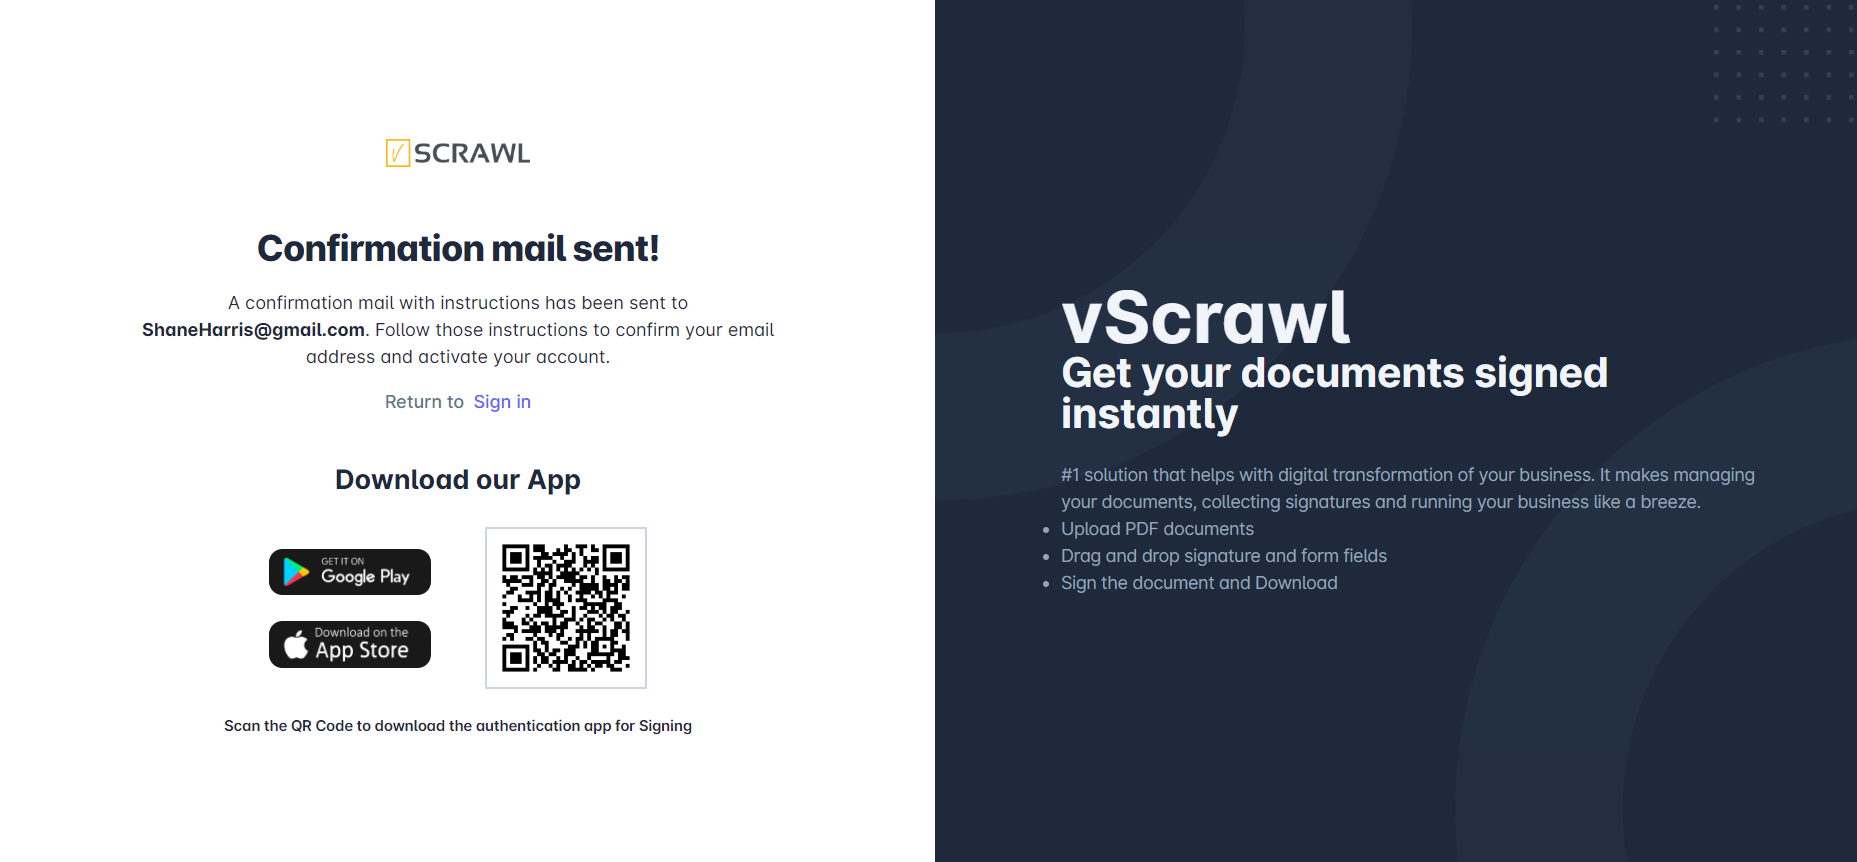 V SCRAWL
Confirmation mail sent!
A confirmation mail with instructions has been sent to
ShaneHarris@gmail.com. Follow those instructions to confirm your email
address and activate your account.
Return to Sign in
Download our App
GET IT ON
Google Play
Download on the
App Store
Scan the QR Code to download the authentication app for Signing
vScrawl
Get your documents signed
instantly
#1 solution that helps with digital transformation of your business. It makes managing
your documents, collecting signatures and running your business like a breeze.
• Upload PDF documents
• Drag and drop signature and form fields
• Sign the document and Download